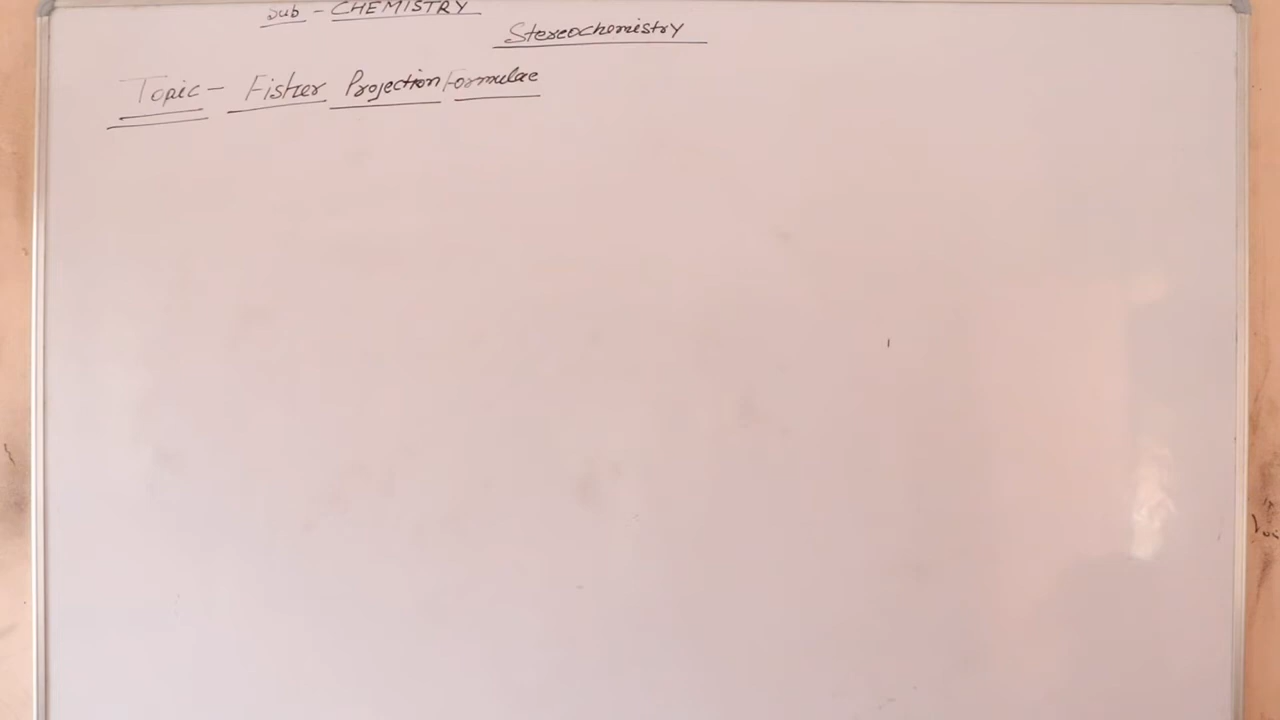 Sub - CHEMISTRY
Stereochemistry
Topic - Fisher Projection Formulae